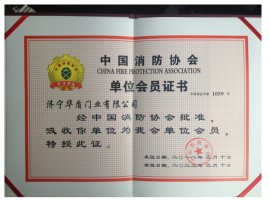 中国消防协会
CHINA FIRE PROTECTION ASSOCIATION
单位会员证书
1059
济宁华盾门业有限公司
经中国消防协会批准，
吸收你单位为我会单位会员，
特授此证。